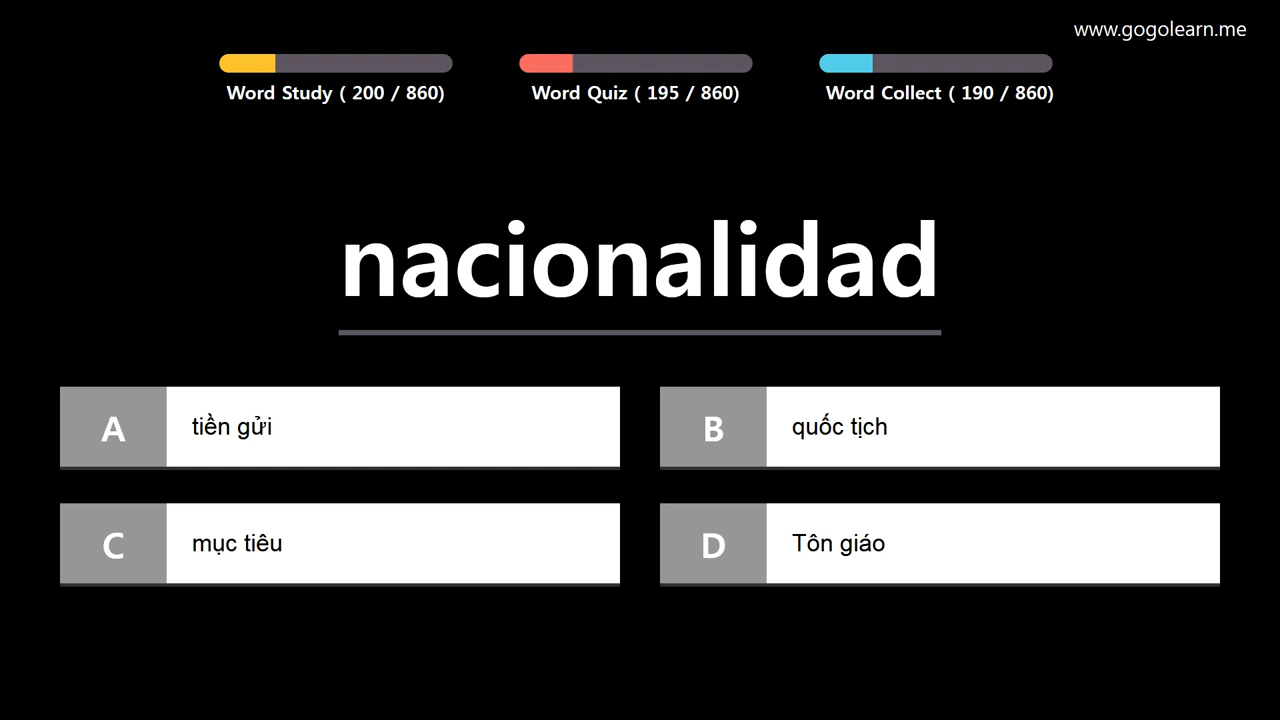 www.gogolearn.me
Word Study ( 200 / 860)
Word Quiz ( 195 / 860)
Word Collect ( 190 / 860)
nacionalidad
A tiền gửi
B quốc tịch
C mục tiêu
D Tôn giáo